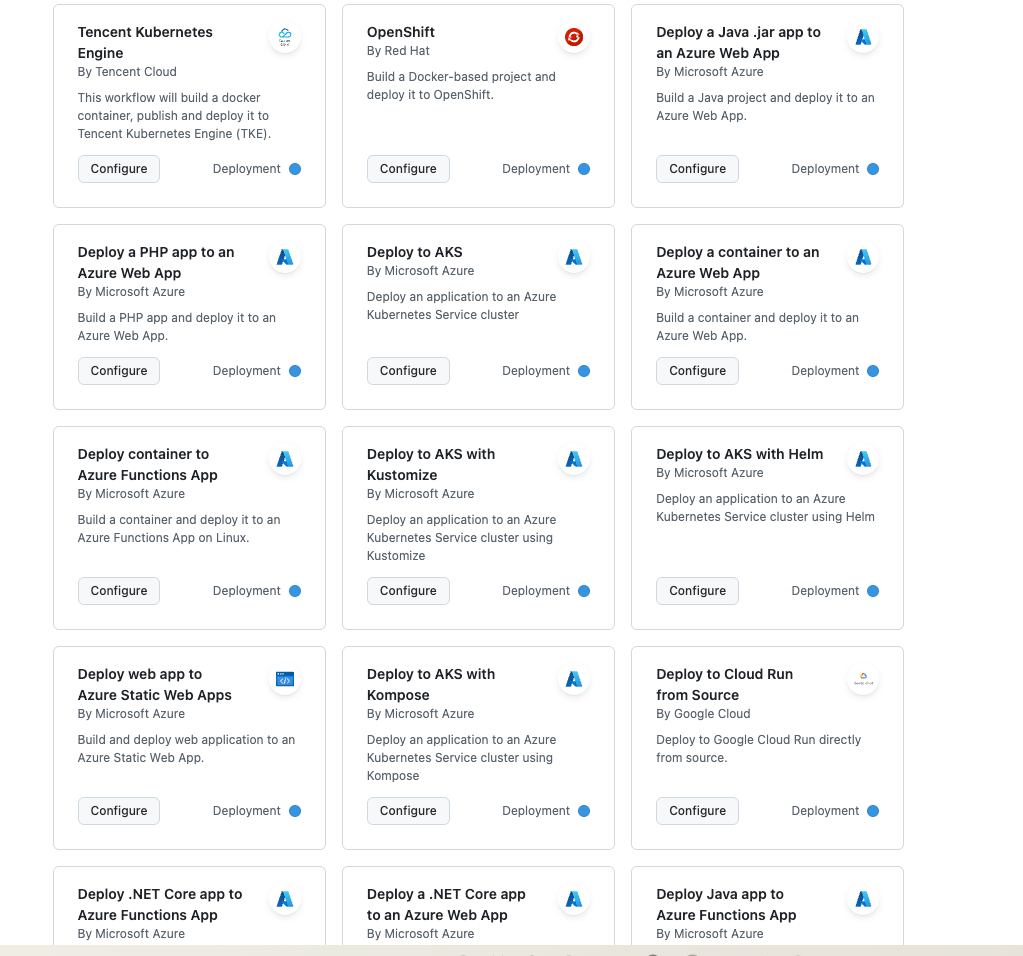 Tencent Kubernetes
Engine
By Tencent Cloud
This workflow will build a docker
container, publish and deploy it to
Tencent Kubernetes Engine (TKE).
Configure
Deployment
OpenShift
By Red Hat
Build a Docker-based project and
deploy it to OpenShift.
Configure
Deployment
Deploy a Java .jar app to
an Azure Web App
By Microsoft Azure
Build a Java project and deploy it to an
Azure Web App.
Configure
Deployment
Deploy a PHP app to an
Azure Web App
By Microsoft Azure
Build a PHP app and deploy it to an
Azure Web App.
Configure
Deployment
Deploy to AKS
By Microsoft Azure
Deploy an application to an Azure
Kubernetes Service cluster
Configure
Deployment
Deploy a container to an
Azure Web App
By Microsoft Azure
Build a container and deploy it to an
Azure Web App.
Configure
Deployment
Deploy container to
Azure Functions App
By Microsoft Azure
Build a container and deploy it to an
Azure Functions App on Linux.
Configure
Deployment
Deploy to AKS with
Kustomize
By Microsoft Azure
Deploy an application to an Azure
Kubernetes Service cluster using
Kustomize
Configure
Deployment
Deploy to AKS with Helm
By Microsoft Azure
Deploy an application to an Azure
Kubernetes Service cluster using Helm
Configure
Deployment
Deploy web app to
Azure Static Web Apps
By Microsoft Azure
Build and deploy web application to an
Azure Static Web App.
Configure
Deployment
Deploy to AKS with
Kompose
By Microsoft Azure
Deploy an application to an Azure
Kubernetes Service cluster using
Kompose
Configure
Deployment
Deploy to Cloud Run
from Source
By Google Cloud
Deploy to Google Cloud Run directly
from source.
Configure
Deployment
Deploy .NET Core app to
Azure Functions App
By Microsoft Azure
Deploy a .NET Core app
to an Azure Web App
By Microsoft Azure
Deploy Java app to
Azure Functions App
By Microsoft Azure